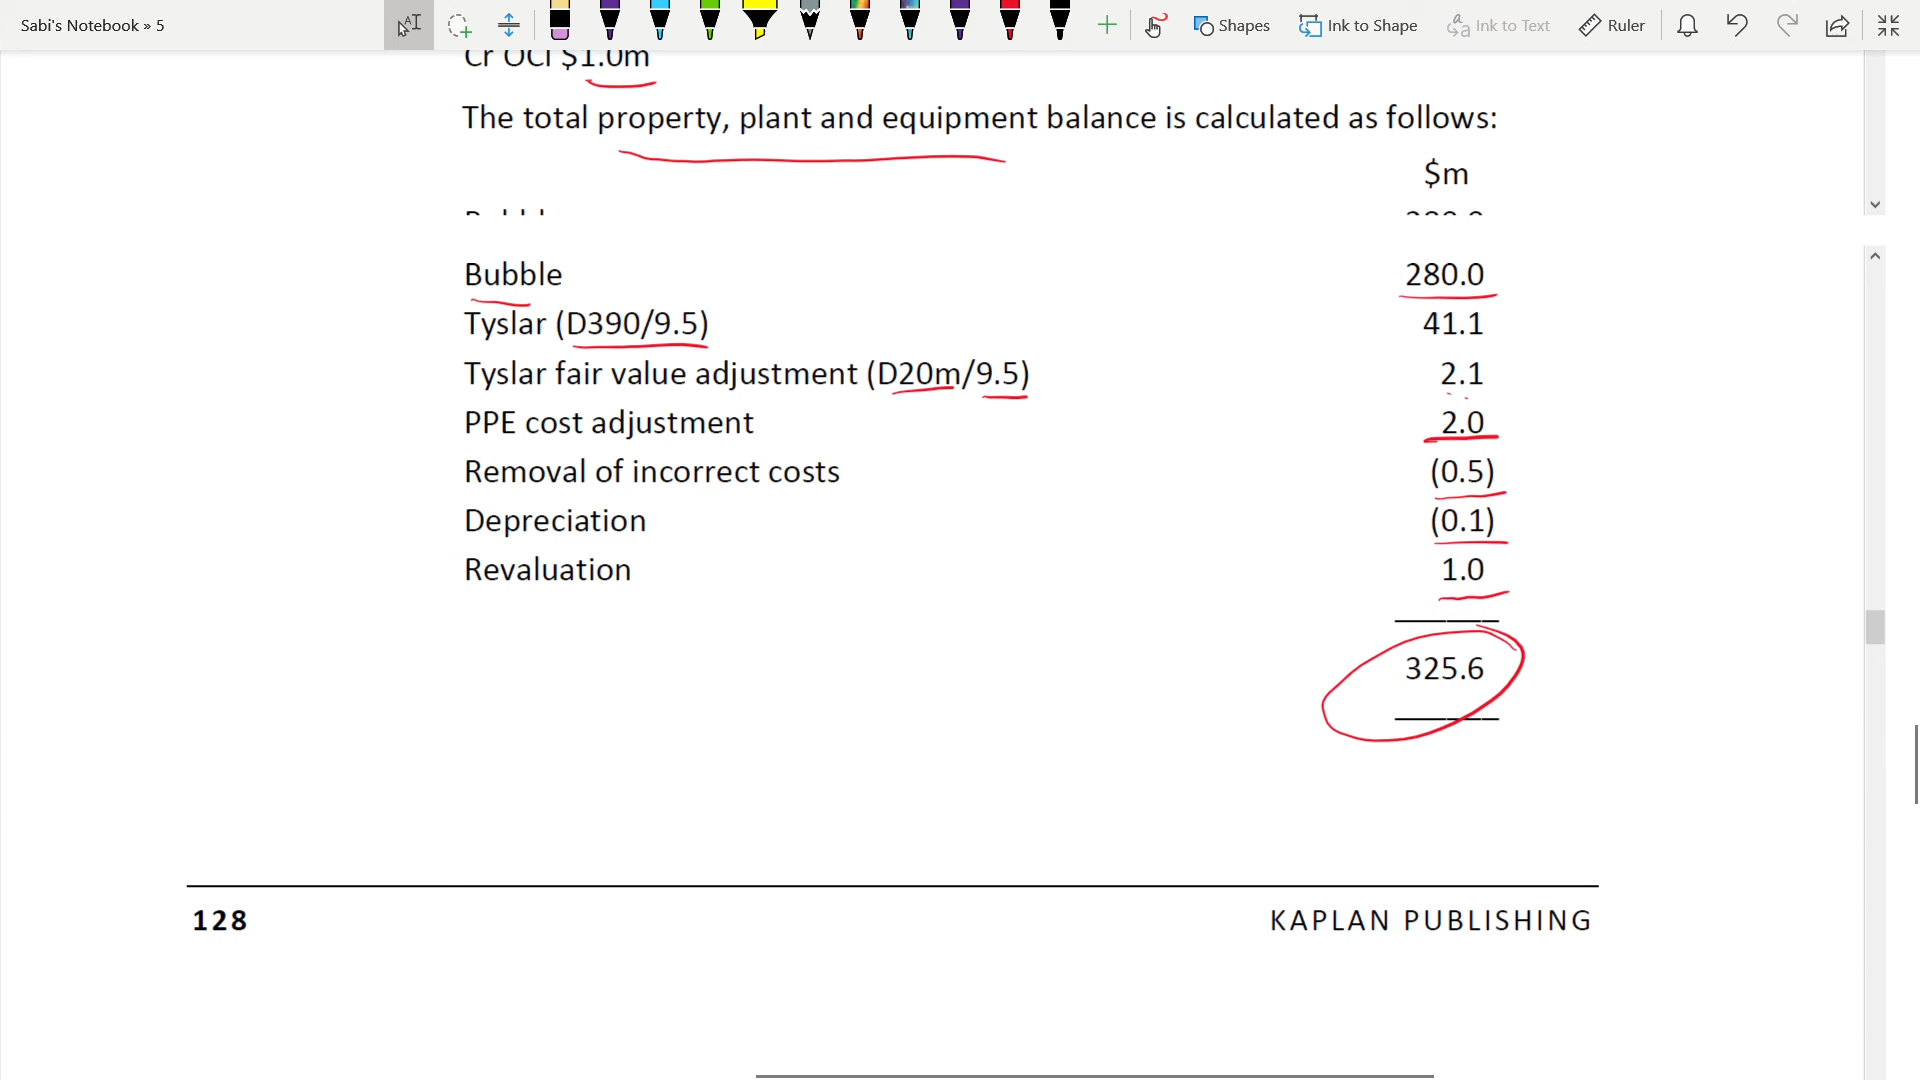 Sabi's Notebook » 5
Shapes
Ink to Shape
Ink to Text
Ruler
Cr OCI $1.0m
The total property, plant and equipment balance is calculated as follows:
$m
Bubble 280.0
Tyslar (D390/9.5) 41.1
Tyslar fair value adjustment (D20m/9.5) 2.1
PPE cost adjustment 2.0
Removal of incorrect costs (0.5)
Depreciation (0.1)
Revaluation 1.0
325.6
128 KAPLAN PUBLISHING